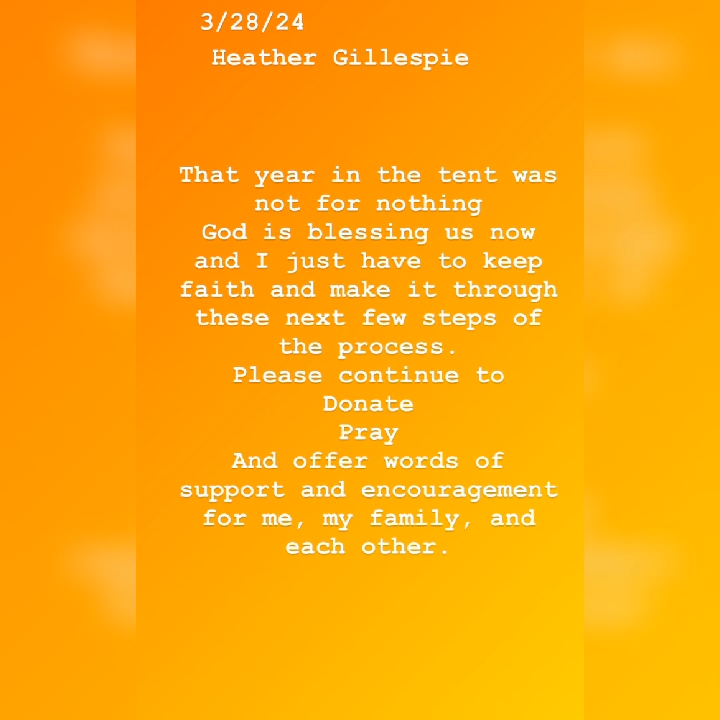 3/28/24
Heather Gillespie
That year in the tent was
not for nothing
God is blessing us now
and I just have to keep
faith and make it through
these next few steps of
the process.
Please continue to
Donate
Pray
And offer words of
support and encouragement
for me, my family, and
each other.